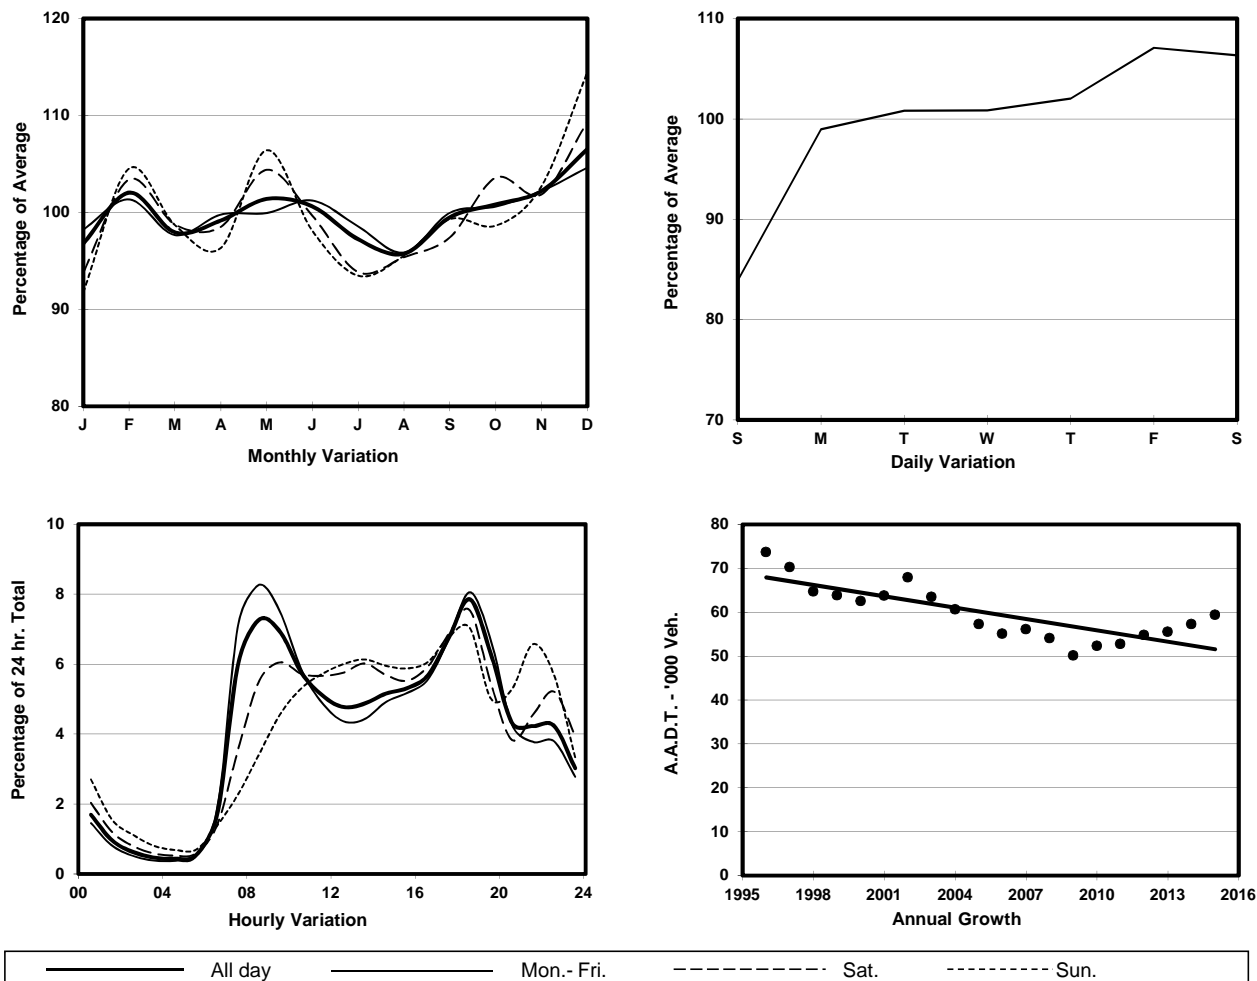 120
110
100
90
80
Percentage of Average
J F M A M J J A S O N D
Monthly Variation
110
100
90
80
70
Percentage of Average
S M T W T F S
Daily Variation
10
8
6
4
2
0
Percentage of 24 hr. Total
00 04 08 12 16 20 24
Hourly Variation
80
70
60
50
40
30
20
10
0
A.A.D.T. - '000 Veh.
1995 1998 2001 2004 2007 2010 2013 2016
Annual Growth
All day Mon.- Fri. Sat. Sun.